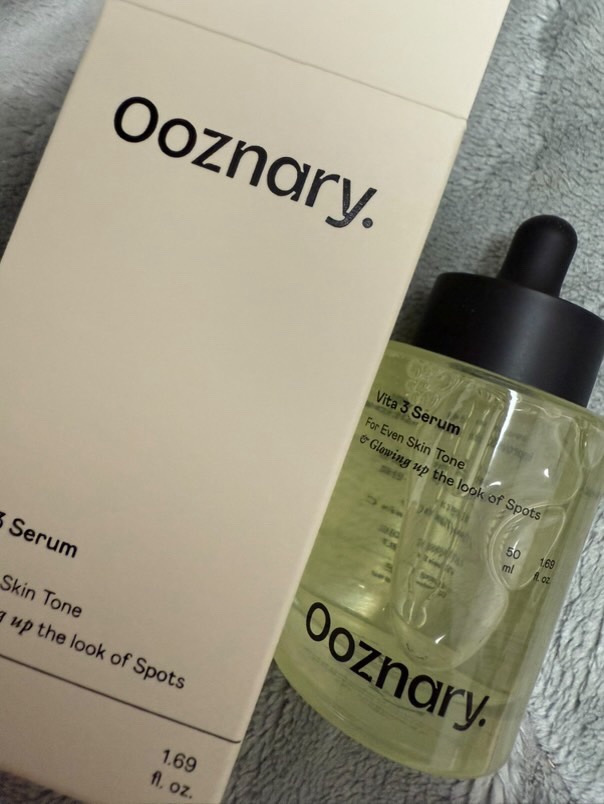 Ooznary.
3 Serum
Skin Tone
up the look of Spots
1.69
fl. oz.
Vita 3 Serum
For Even Skin Tone
& Glowing up the look of Spots
50 1.69
ml fl. oz.
Ooznary.